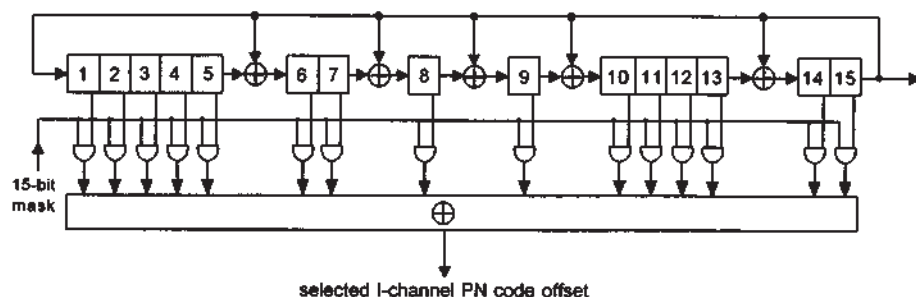 1 2 3 4 5 6 7 8 9 10 11 12 13 14 15
15-bit
mask
selected I-channel PN code offset